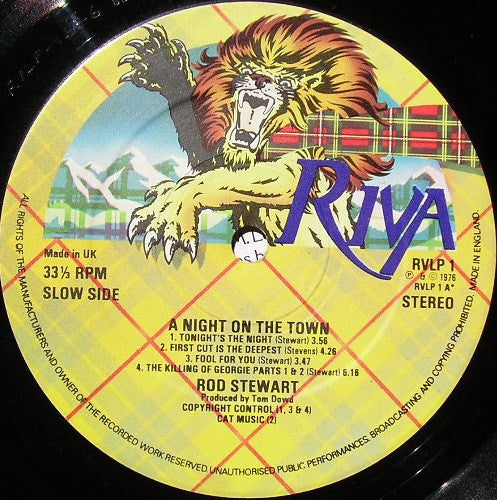 RIVA
Made in UK
33⅓ RPM
SLOW SIDE
RVLP 1
℗ & © 1976
RVLP 1 A*
STEREO
A NIGHT ON THE TOWN
1. TONIGHT'S THE NIGHT (Stewart) 3.56
2. FIRST CUT IS THE DEEPEST (Stevens) 4.26
3. FOOL FOR YOU (Stewart) 3.47
4. THE KILLING OF GEORGIE PARTS 1 & 2 (Stewart) 6.16
ROD STEWART
Produced by Tom Dowd
COPYRIGHT CONTROL (1, 3 & 4)
CAT MUSIC (2)
ALL RIGHTS OF THE MANUFACTURERS AND OWNER OF THE RECORDED WORK RESERVED. UNAUTHORISED PUBLIC PERFORMANCES, BROADCASTING AND COPYING PROHIBITED. MADE IN ENGLAND.